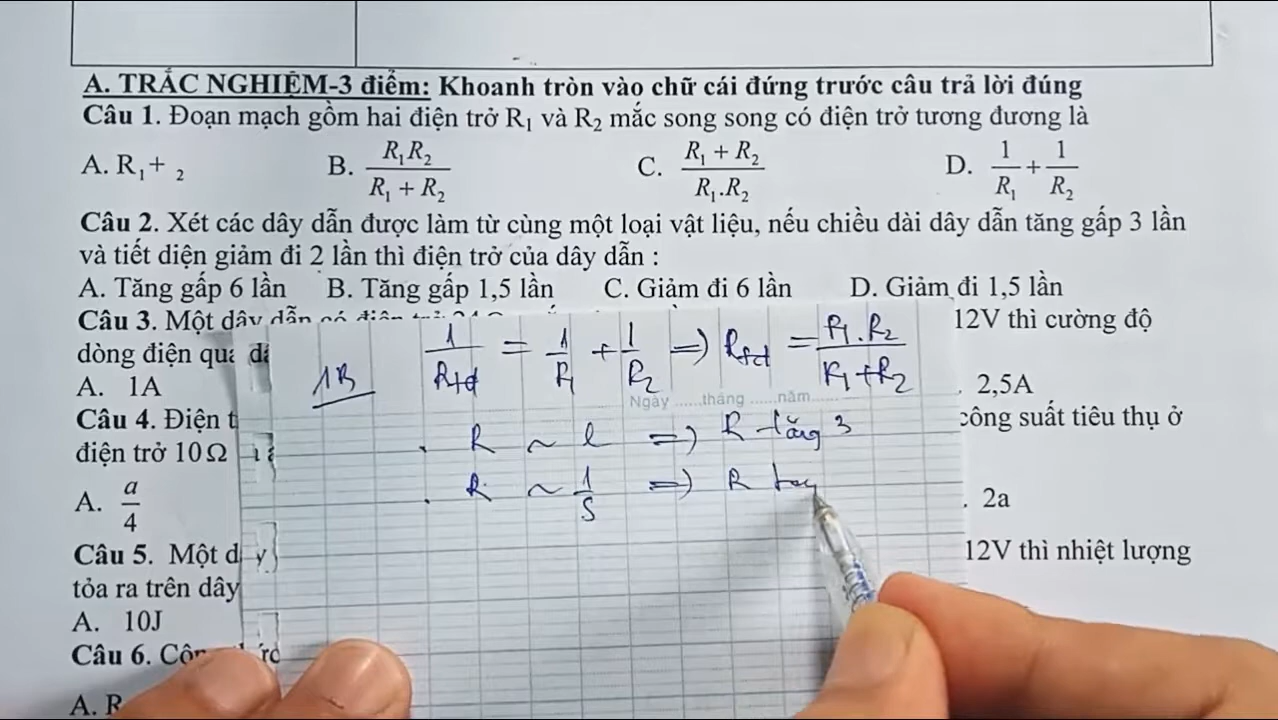 A. TRẮC NGHIỆM-3 điểm: Khoanh tròn vào chữ cái đứng trước câu trả lời đúng
Câu 1. Đoạn mạch gồm hai điện trở R₁ và R₂ mắc song song có điện trở tương đương là
A. R₁+ ₂ B. R₁R₂/(R₁ + R₂) C. (R₁ + R₂)/(R₁.R₂) D. 1/R₁ + 1/R₂
Câu 2. Xét các dây dẫn được làm từ cùng một loại vật liệu, nếu chiều dài dây dẫn tăng gấp 3 lần
và tiết diện giảm đi 2 lần thì điện trở của dây dẫn :
A. Tăng gấp 6 lần B. Tăng gấp 1,5 lần C. Giảm đi 6 lần D. Giảm đi 1,5 lần
Câu 3. Một dây dẫn có điện trở 12V thì cường độ
dòng điện qua
A. 1A . 2,5A
Câu 4. Điện công suất tiêu thụ ở
điện trở 10Ω
A. a/4 . 2a
Câu 5. Một 12V thì nhiệt lượng
tỏa ra trên dây
A. 10J
Câu 6.
A. R
1B 1/Rtđ = 1/R₁ + 1/R₂ => Rtđ = R₁.R₂/(R₁+R₂)
Ngày ......tháng ......năm......
. R ~ l => R tăng 3
. R ~ 1/S => R